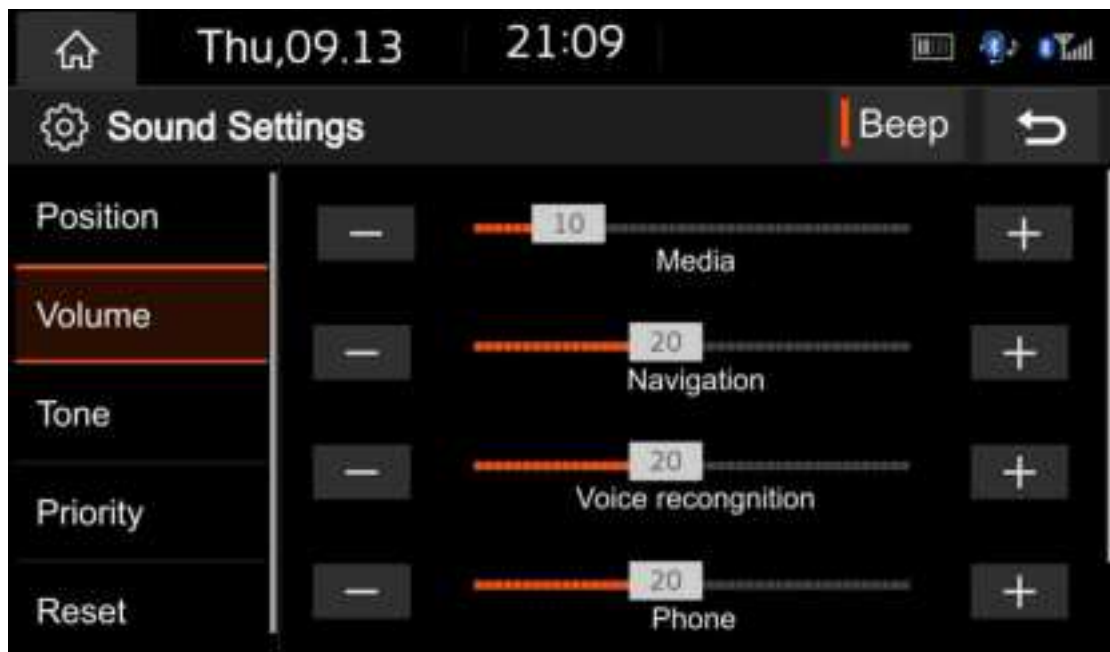 Thu,09.13 21:09
Sound Settings Beep
Position
Volume
Tone
Priority
Reset
10
Media
20
Navigation
20
Voice recongnition
20
Phone